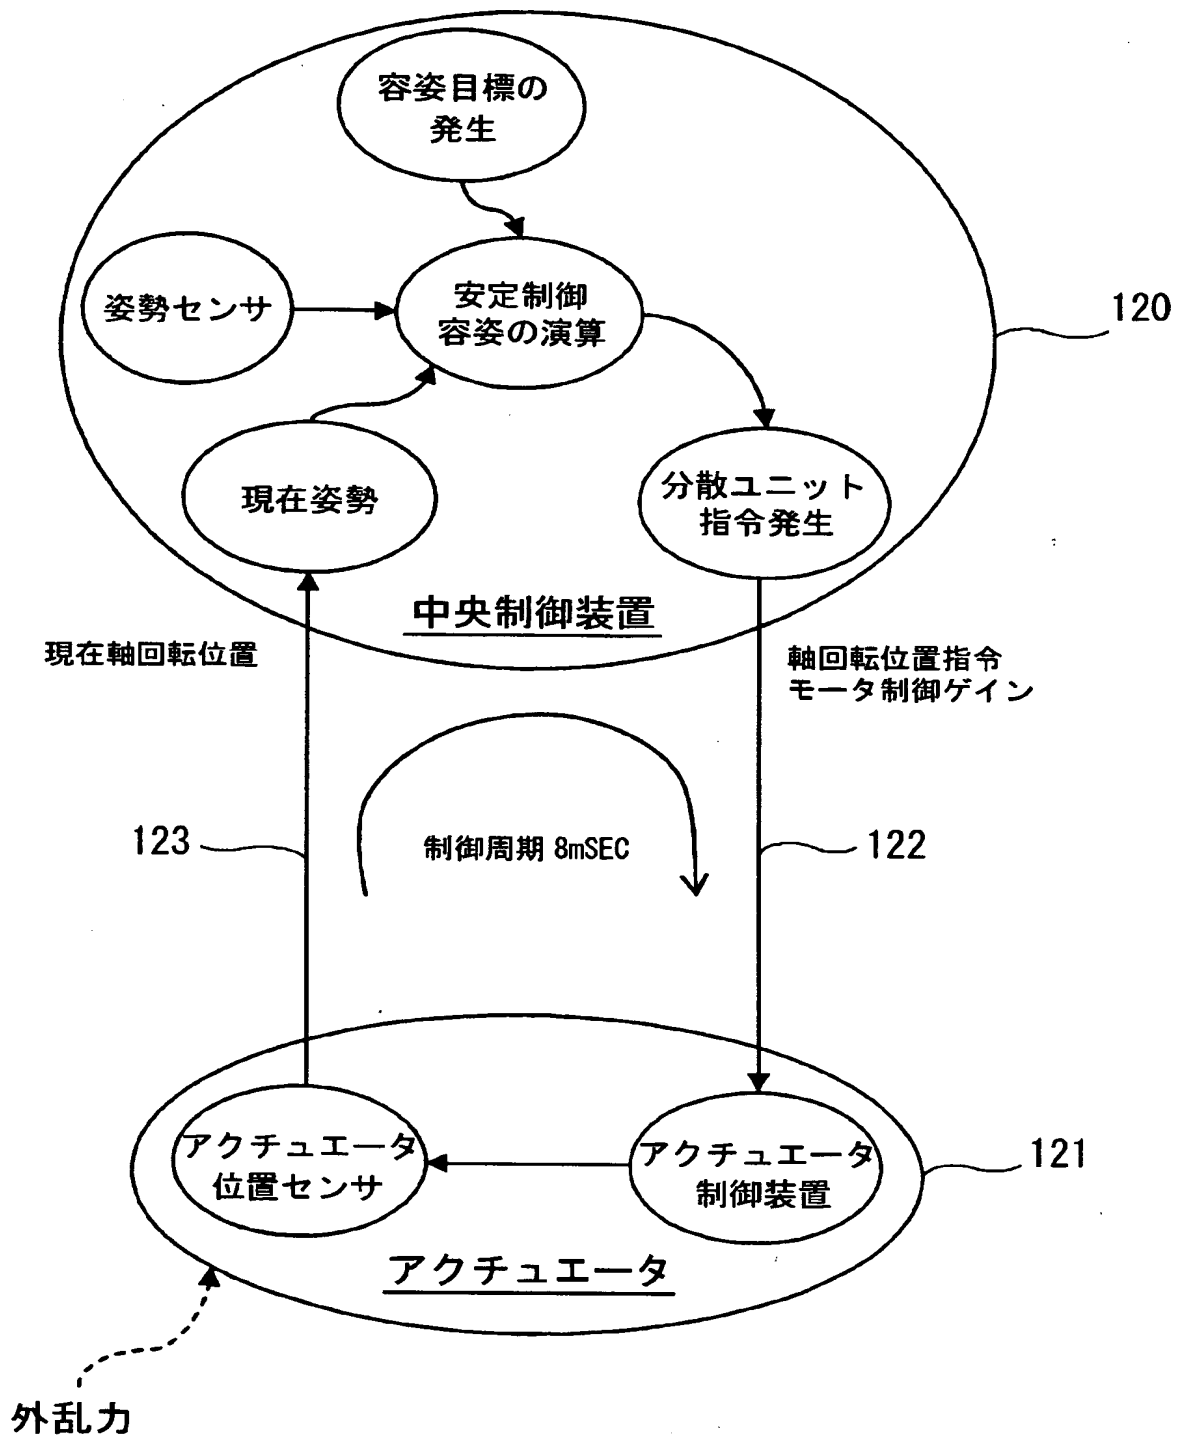 容姿目標の
発生
姿勢センサ
安定制御
容姿の演算
120
現在姿勢
分散ユニット
指令発生
中央制御装置
現在軸回転位置
軸回転位置指令
モータ制御ゲイン
123
制御周期 8mSEC
122
アクチュエータ
位置センサ
アクチュエータ
制御装置
121
アクチュエータ
外乱力